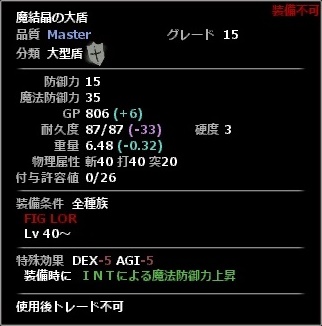 魔結晶の大盾
装備不可
品質 Master グレード 15
分類 大型盾
防御力 15
魔法防御力 35
GP 806 (+6)
耐久度 87/87 (-33) 硬度 3
重量 6.48 (-0.32)
物理属性 斬40 打40 突20
付与許容値 0/26
装備条件 全種族
FIG LOR
Lv 40～
特殊効果 DEX-5 AGI-5
装備時に ＩＮＴによる魔法防御力上昇
使用後トレード不可